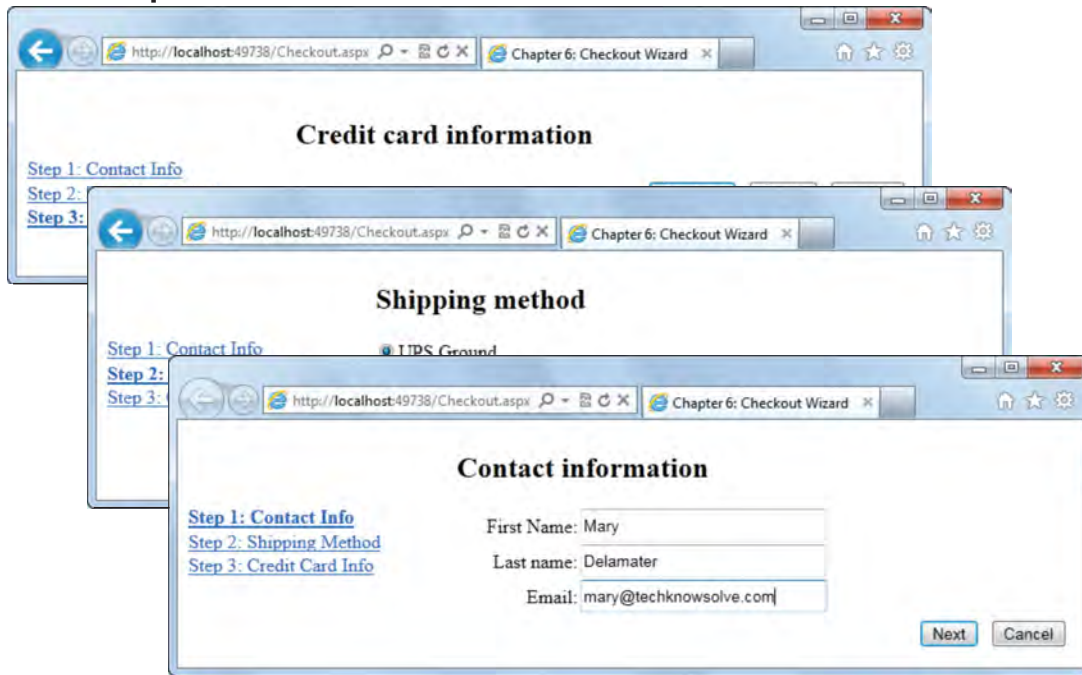 http://localhost:49738/Checkout.aspx
Chapter 6: Checkout Wizard
Credit card information
Step 1: Contact Info
Step 2:
Step 3:
http://localhost:49738/Checkout.aspx
Chapter 6: Checkout Wizard
Shipping method
Step 1: Contact Info
UPS Ground
Step 2:
Step 3:
http://localhost:49738/Checkout.aspx
Chapter 6: Checkout Wizard
Contact information
Step 1: Contact Info
Step 2: Shipping Method
Step 3: Credit Card Info
First Name: Mary
Last name: Delamater
Email: mary@techknowsolve.com
Next Cancel